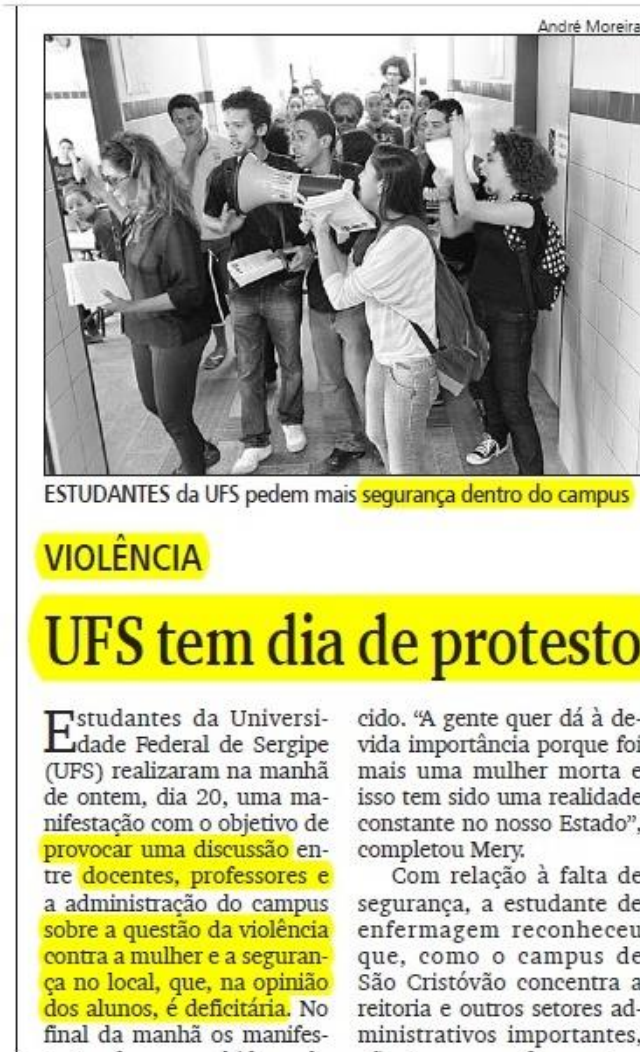 André Moreira
ESTUDANTES da UFS pedem mais segurança dentro do campus
VIOLÊNCIA
UFS tem dia de protesto
Estudantes da Universi-
dade Federal de Sergipe
(UFS) realizaram na manhã
de ontem, dia 20, uma ma-
nifestação com o objetivo de
provocar uma discussão en-
tre docentes, professores e
a administração do campus
sobre a questão da violência
contra a mulher e a seguran-
ça no local, que, na opinião
dos alunos, é deficitária. No
final da manhã os manifes-
cido. “A gente quer dá à de-
vida importância porque foi
mais uma mulher morta e
isso tem sido uma realidade
constante no nosso Estado”,
completou Mery.
Com relação à falta de
segurança, a estudante de
enfermagem reconheceu
que, como o campus de
São Cristóvão concentra a
reitoria e outros setores ad-
ministrativos importantes,